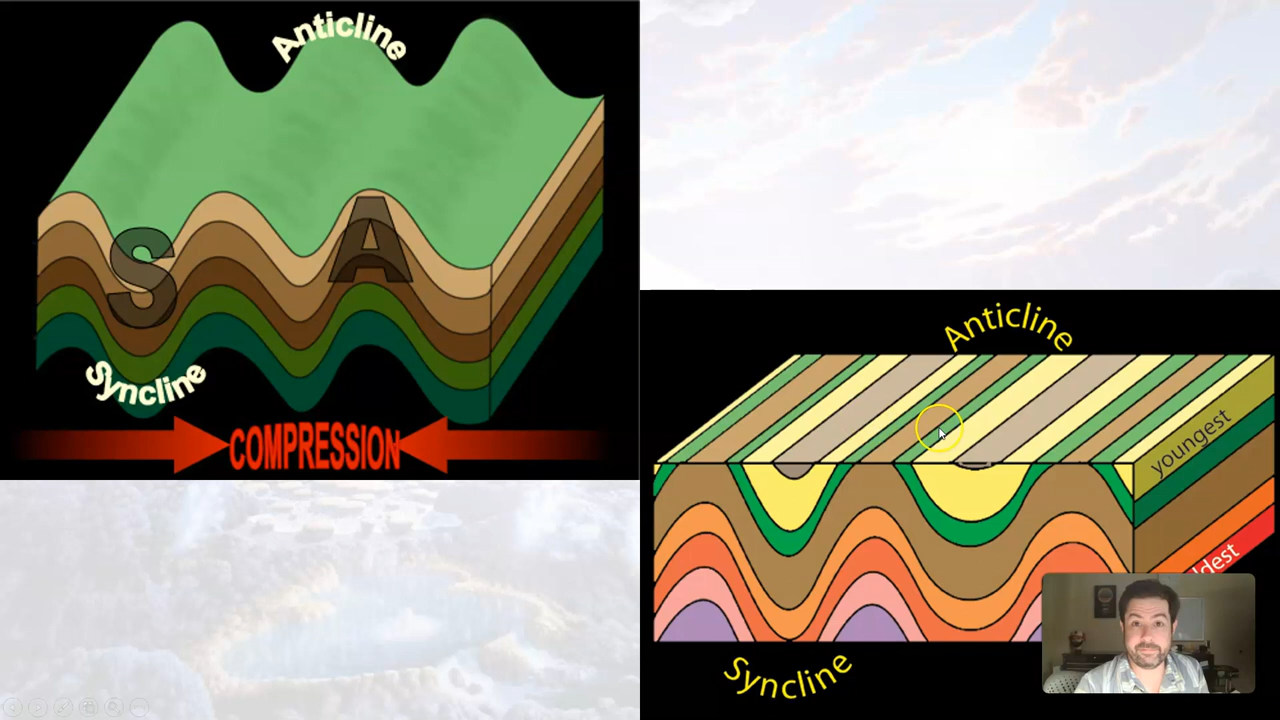 Anticline
S
A
Syncline
COMPRESSION
Anticline
youngest
Syncline